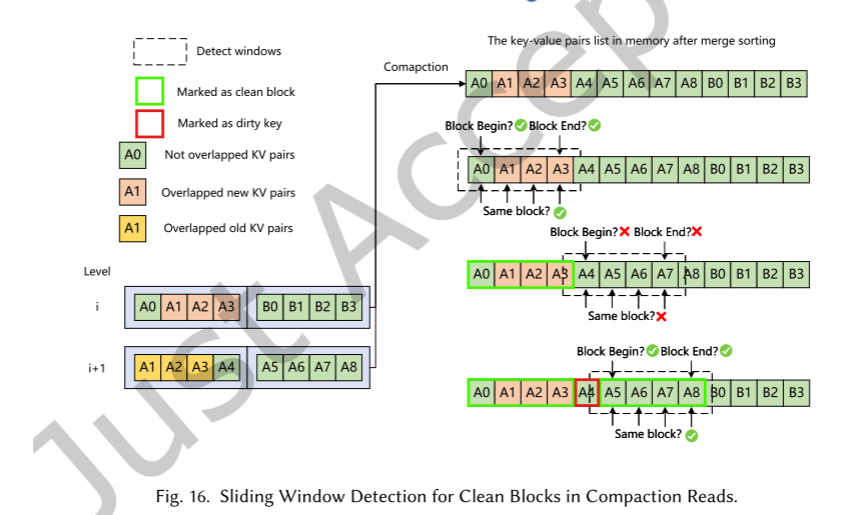 Detect windows
Marked as clean block
Marked as dirty key
A0 Not overlapped KV pairs
A1 Overlapped new KV pairs
A1 Overlapped old KV pairs
Level
i A0 A1 A2 A3 B0 B1 B2 B3
i+1 A1 A2 A3 A4 A5 A6 A7 A8
Comapction
The key-value pairs list in memory after merge sorting
A0 A1 A2 A3 A4 A5 A6 A7 A8 B0 B1 B2 B3
Block Begin? Block End?
A0 A1 A2 A3 A4 A5 A6 A7 A8 B0 B1 B2 B3
Same block?
Block Begin? Block End?
A0 A1 A2 A3 A4 A5 A6 A7 A8 B0 B1 B2 B3
Same block?
Block Begin? Block End?
A0 A1 A2 A3 A4 A5 A6 A7 A8 B0 B1 B2 B3
Same block?
Just Accep
Fig. 16. Sliding Window Detection for Clean Blocks in Compaction Reads.